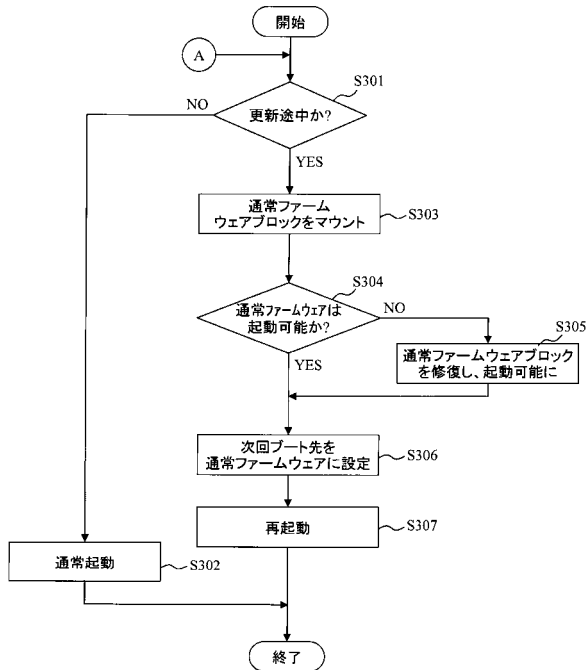 開始
A
S301
更新途中か?
NO
YES
通常ファーム
ウェアブロックをマウント
S303
S304
通常ファームウェアは
起動可能か?
NO
YES
S305
通常ファームウェアブロック
を修復し、起動可能に
次回ブート先を
通常ファームウェアに設定
S306
再起動
S307
通常起動
S302
終了